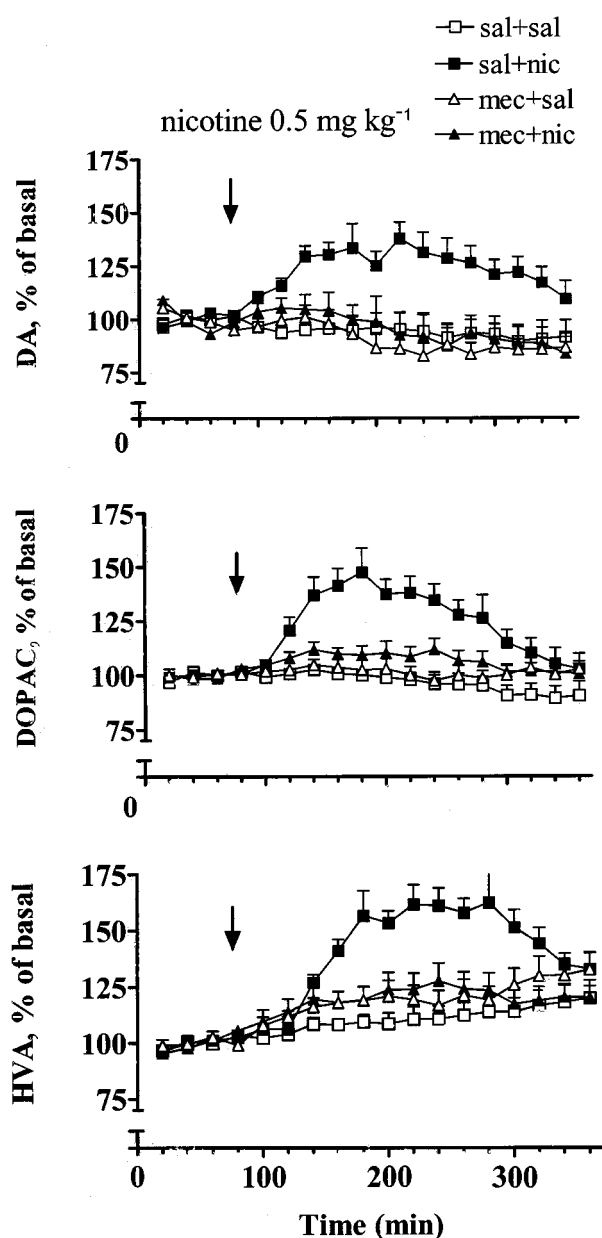 sal+sal
sal+nic
mec+sal
mec+nic
nicotine 0.5 mg kg⁻¹
DA, % of basal
175
150
125
100
75
0
DOPAC, % of basal
175
150
125
100
75
0
HVA, % of basal
175
150
125
100
75
0 100 200 300
Time (min)